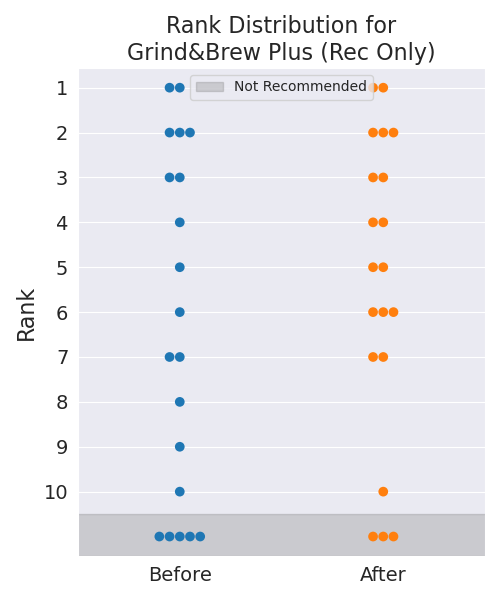 Rank Distribution for
Grind&Brew Plus (Rec Only)
Not Recommended
Rank
1
2
3
4
5
6
7
8
9
10
Before After